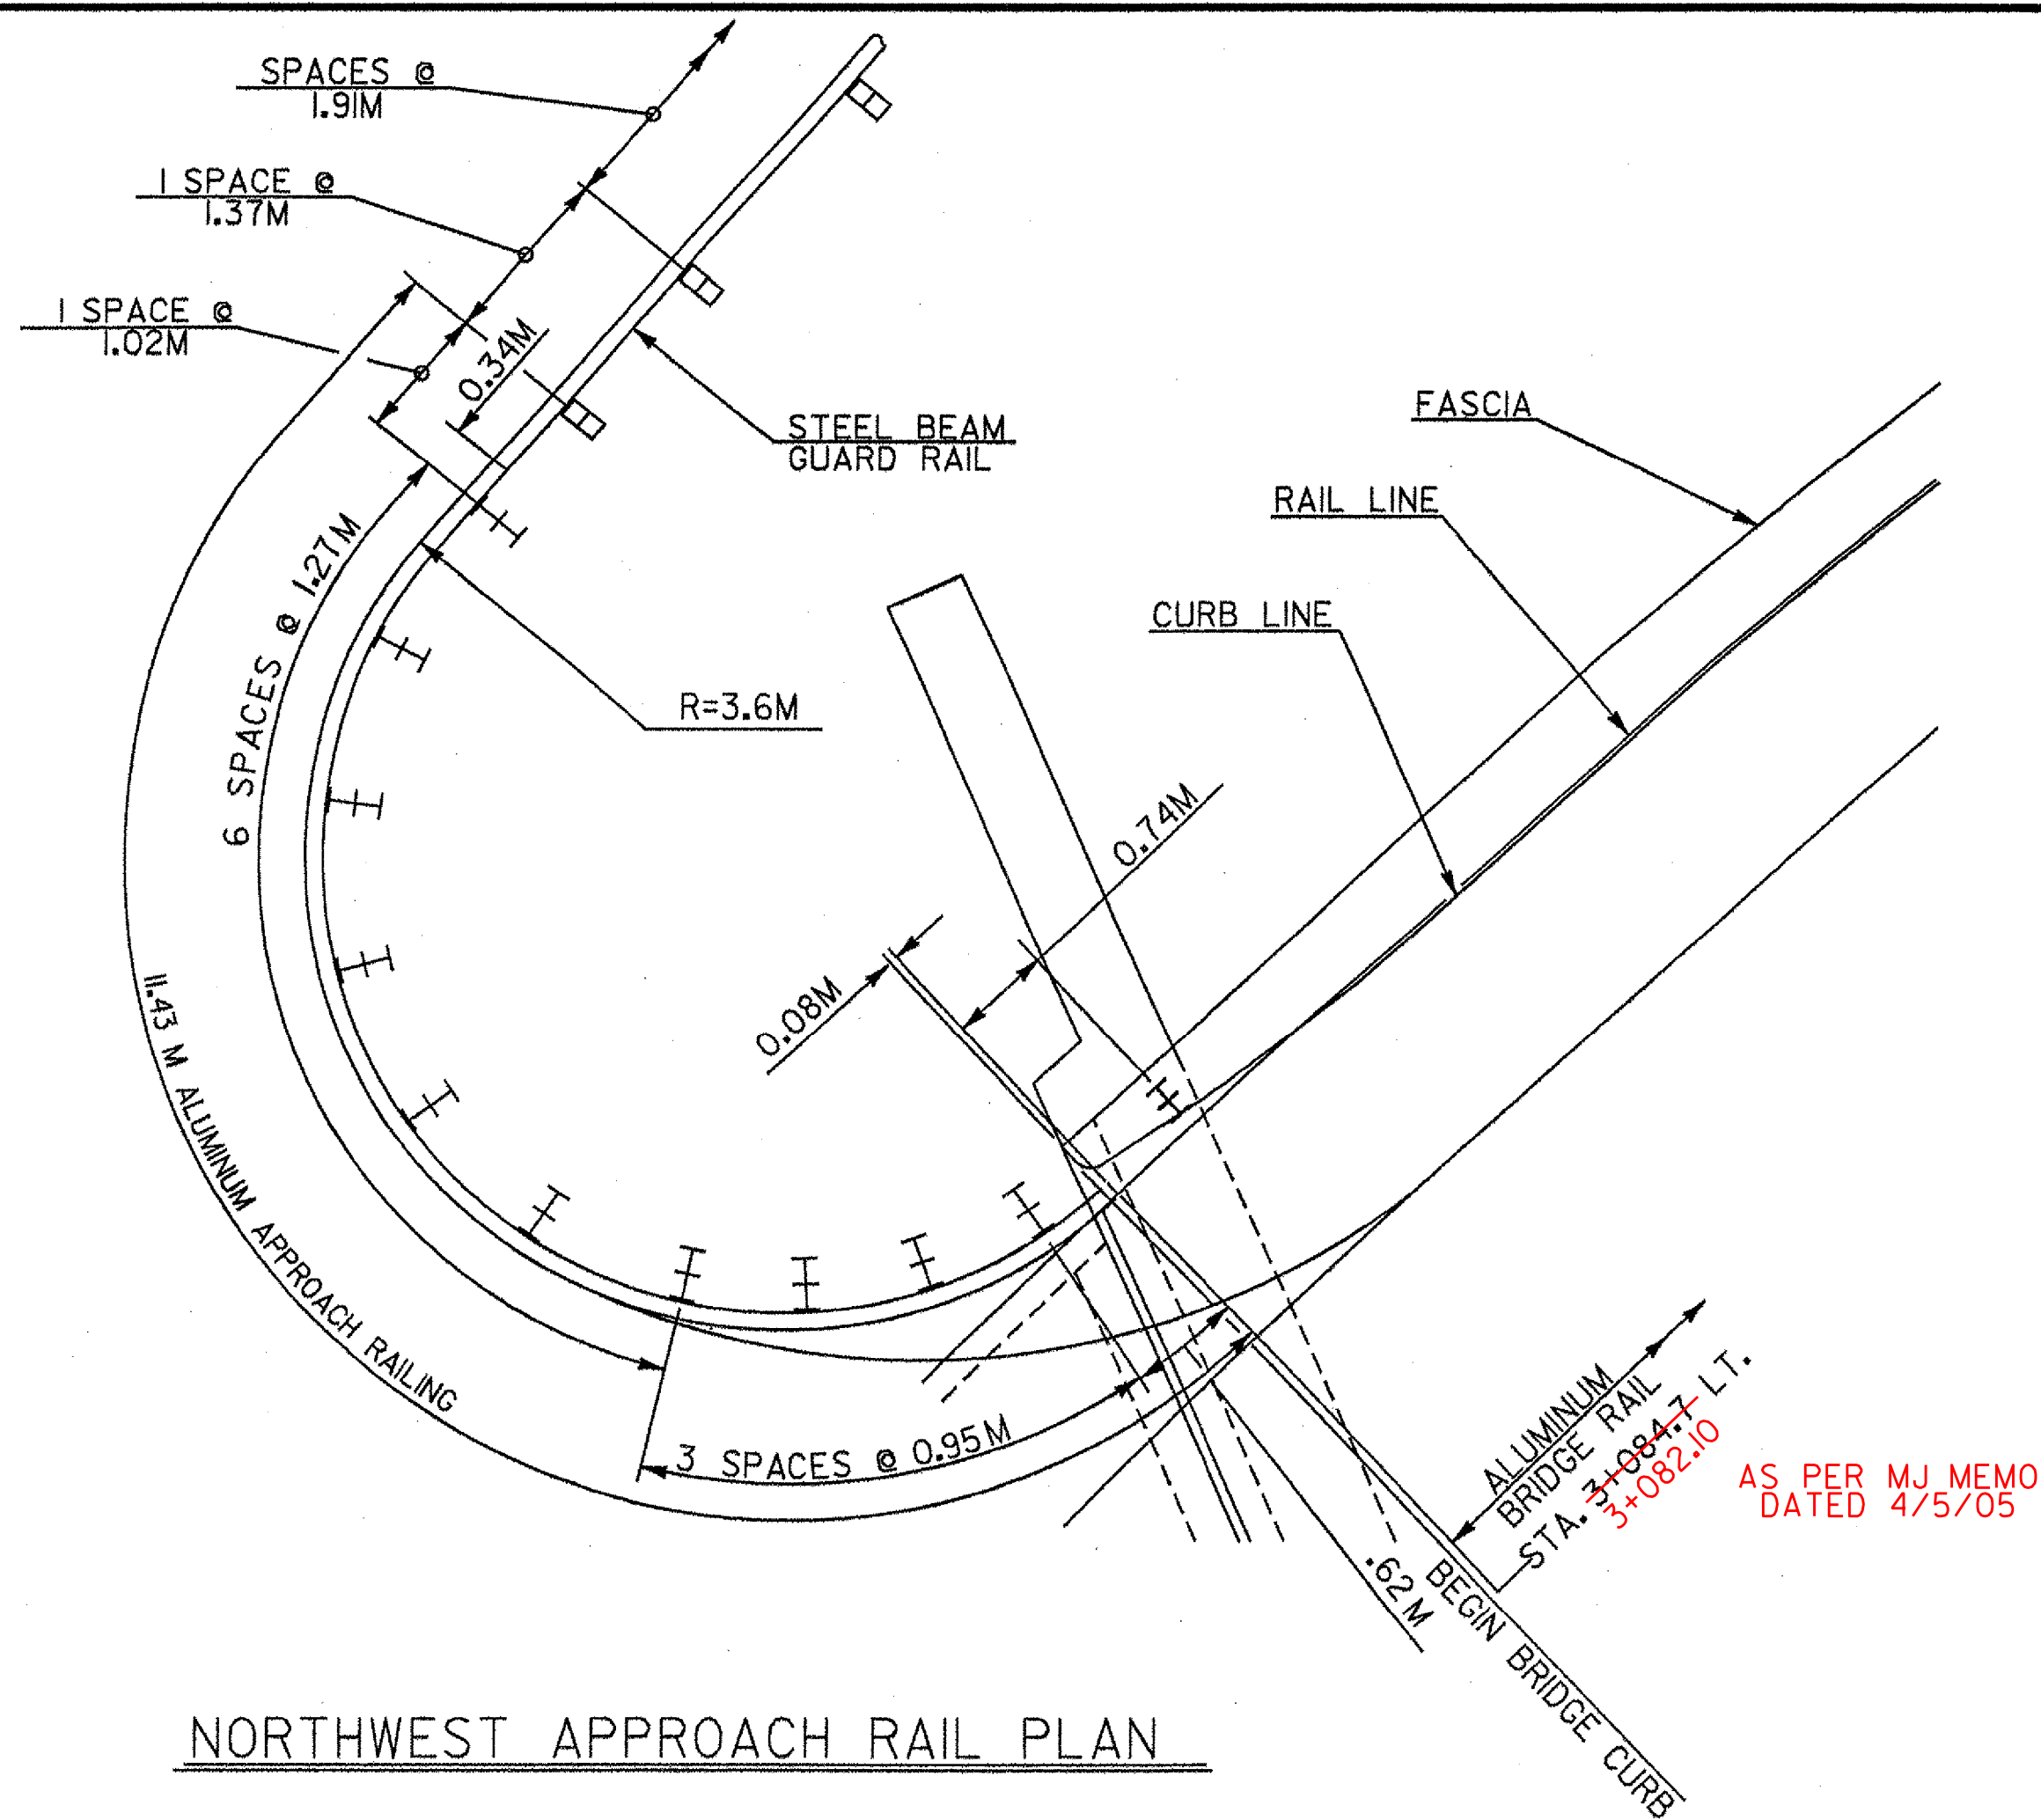 SPACES @
1.91M
1 SPACE @
1.37M
1 SPACE @
1.02M
0.34M
STEEL BEAM
GUARD RAIL
FASCIA
RAIL LINE
CURB LINE
6 SPACES @ 1.27M
R=3.6M
0.74M
0.08M
11.43 M ALUMINUM APPROACH RAILING
3 SPACES @ 0.95M
.62M
ALUMINUM
BRIDGE RAIL
STA. 3+084.7 LT.
3+082.10
AS PER MJ MEMO
DATED 4/5/05
BEGIN BRIDGE CURB
NORTHWEST APPROACH RAIL PLAN